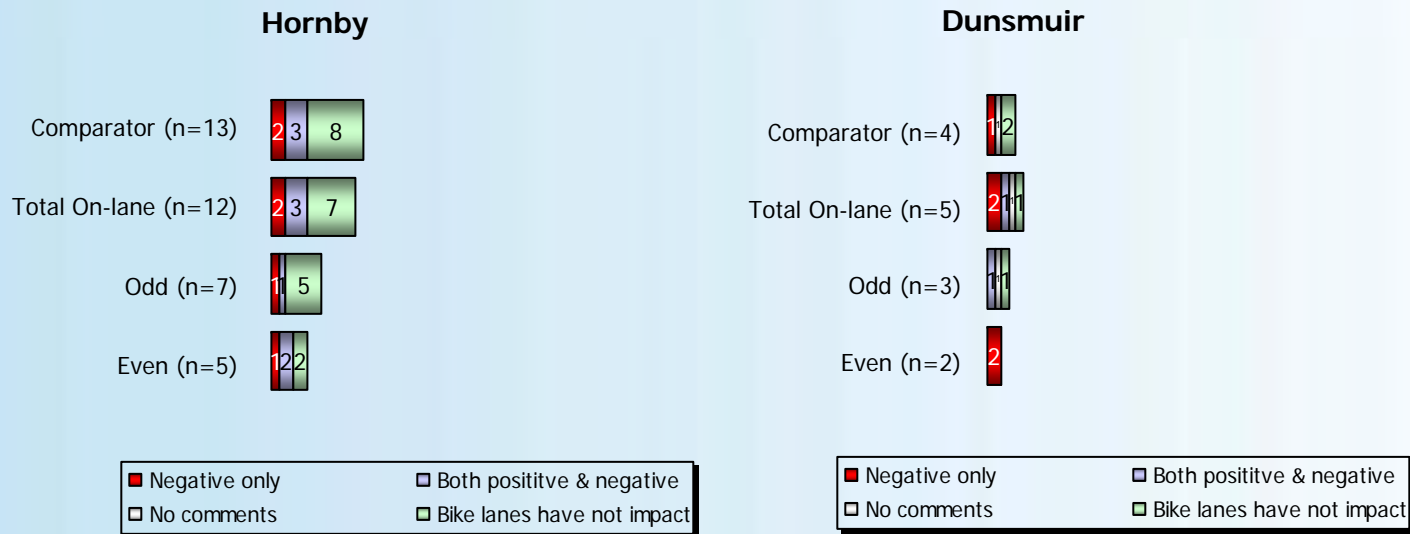 Hornby
Comparator (n=13)
2 3 8
Total On-lane (n=12)
2 3 7
Odd (n=7)
1 1 5
Even (n=5)
1 2 2
Negative only
Both posititve & negative
No comments
Bike lanes have not impact
Dunsmuir
Comparator (n=4)
1 1 2
Total On-lane (n=5)
2 1 1 1
Odd (n=3)
1 1 1
Even (n=2)
2
Negative only
Both posititve & negative
No comments
Bike lanes have not impact